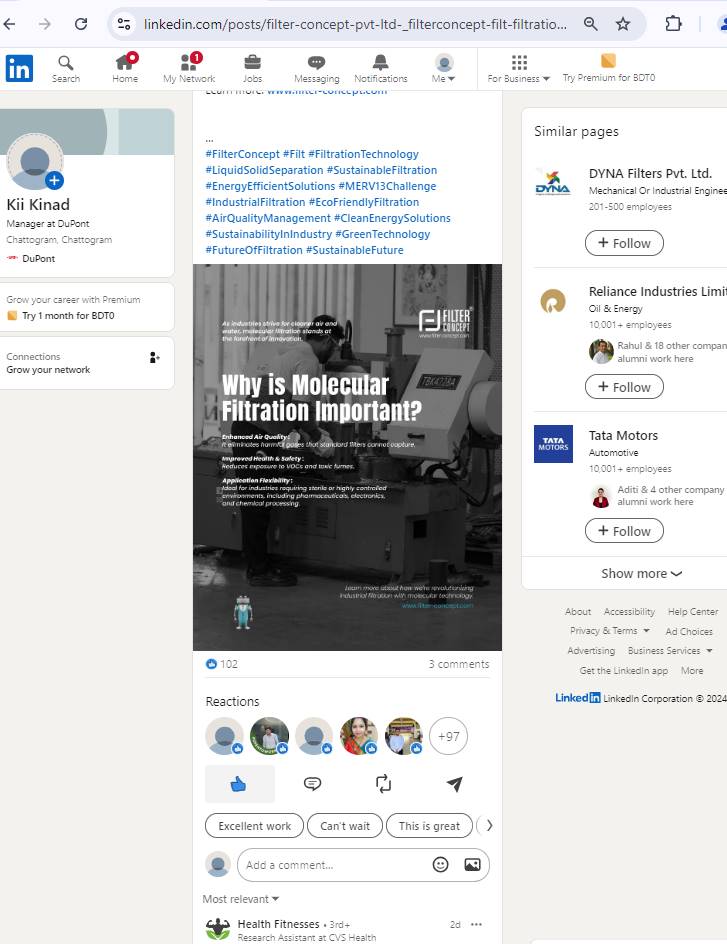 linkedin.com/posts/filter-concept-pvt-ltd-_filterconcept-filt-filtratio...
in
Search
Home
1
My Network
Jobs
Messaging
Notifications
Me
For Business
Try Premium for BDT0
Kii Kinad
Manager at DuPont
Chattogram, Chattogram
DuPont
Grow your career with Premium
Try 1 month for BDT0
Connections
Grow your network
Learn more: www.filter-concept.com
...
#FilterConcept #Filt #FiltrationTechnology
#LiquidSolidSeparation #SustainableFiltration
#EnergyEfficientSolutions #MERV13Challenge
#IndustrialFiltration #EcoFriendlyFiltration
#AirQualityManagement #CleanEnergySolutions
#SustainabilityInIndustry #GreenTechnology
#FutureOfFiltration #SustainableFuture
As industries strive for cleaner air and
water, molecular filtration stands at
the forefront of innovation.
FILTER
CONCEPT
www.filter-concept.com
Why is Molecular
Filtration Important?
Enhanced Air Quality:
It eliminates harmful gases that standard filters cannot capture.
Improved Health & Safety:
Reduces exposure to VOCs and toxic fumes.
Application Flexibility:
Ideal for industries requiring sterile or highly controlled
environments, including pharmaceuticals, electronics,
and chemical processing.
Learn more about how we're revolutionizing
industrial filtration with molecular technology.
www.filter-concept.com
102
3 comments
Reactions
+97
Excellent work
Can't wait
This is great
Add a comment...
Most relevant
Health Fitnesses • 3rd+
2d
Research Assistant at CVS Health
Similar pages
DYNA
DYNA Filters Pvt. Ltd.
Mechanical Or Industrial Enginee
201-500 employees
+ Follow
Reliance Industries Limit
Oil & Energy
10,001+ employees
Rahul & 18 other compan
alumni work here
+ Follow
TATA
MOTORS
Tata Motors
Automotive
10,001+ employees
Aditi & 4 other company
alumni work here
+ Follow
Show more
About
Accessibility
Help Center
Privacy & Terms
Ad Choices
Advertising
Business Services
Get the LinkedIn app
More
LinkedIn LinkedIn Corporation © 2024